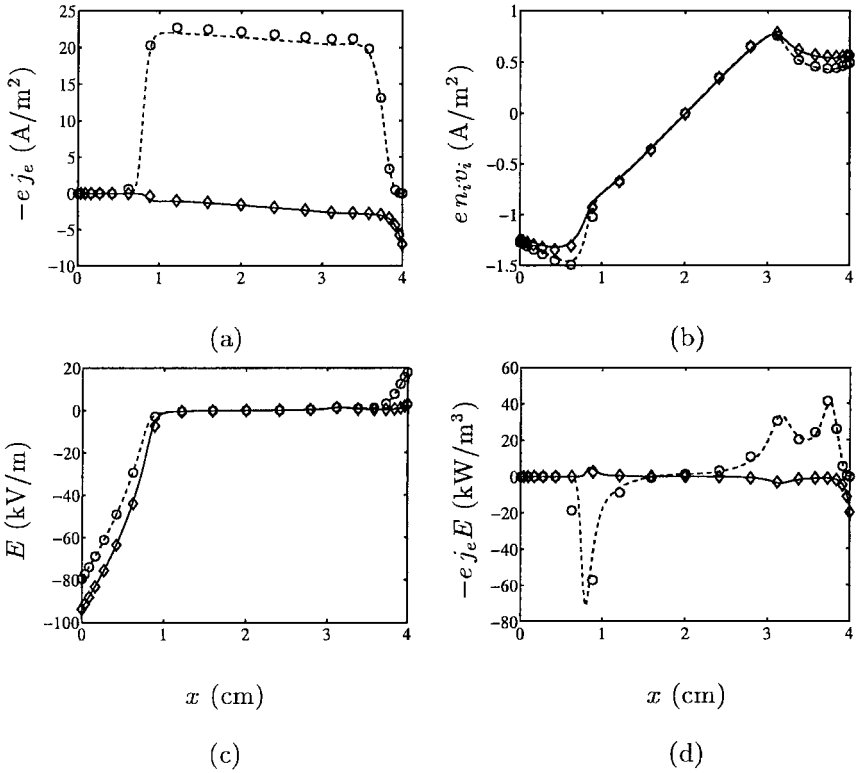 25
20
15
10
5
0
−5
−10
0 1 2 3 4
−e j_e (A/m²)
(a)
1
0.5
0
−0.5
−1
−1.5
0 1 2 3 4
e n_i v_i (A/m²)
(b)
20
0
−20
−40
−60
−80
−100
0 1 2 3 4
E (kV/m)
x (cm)
(c)
60
40
20
0
−20
−40
−60
−80
0 1 2 3 4
−e j_e E (kW/m³)
x (cm)
(d)